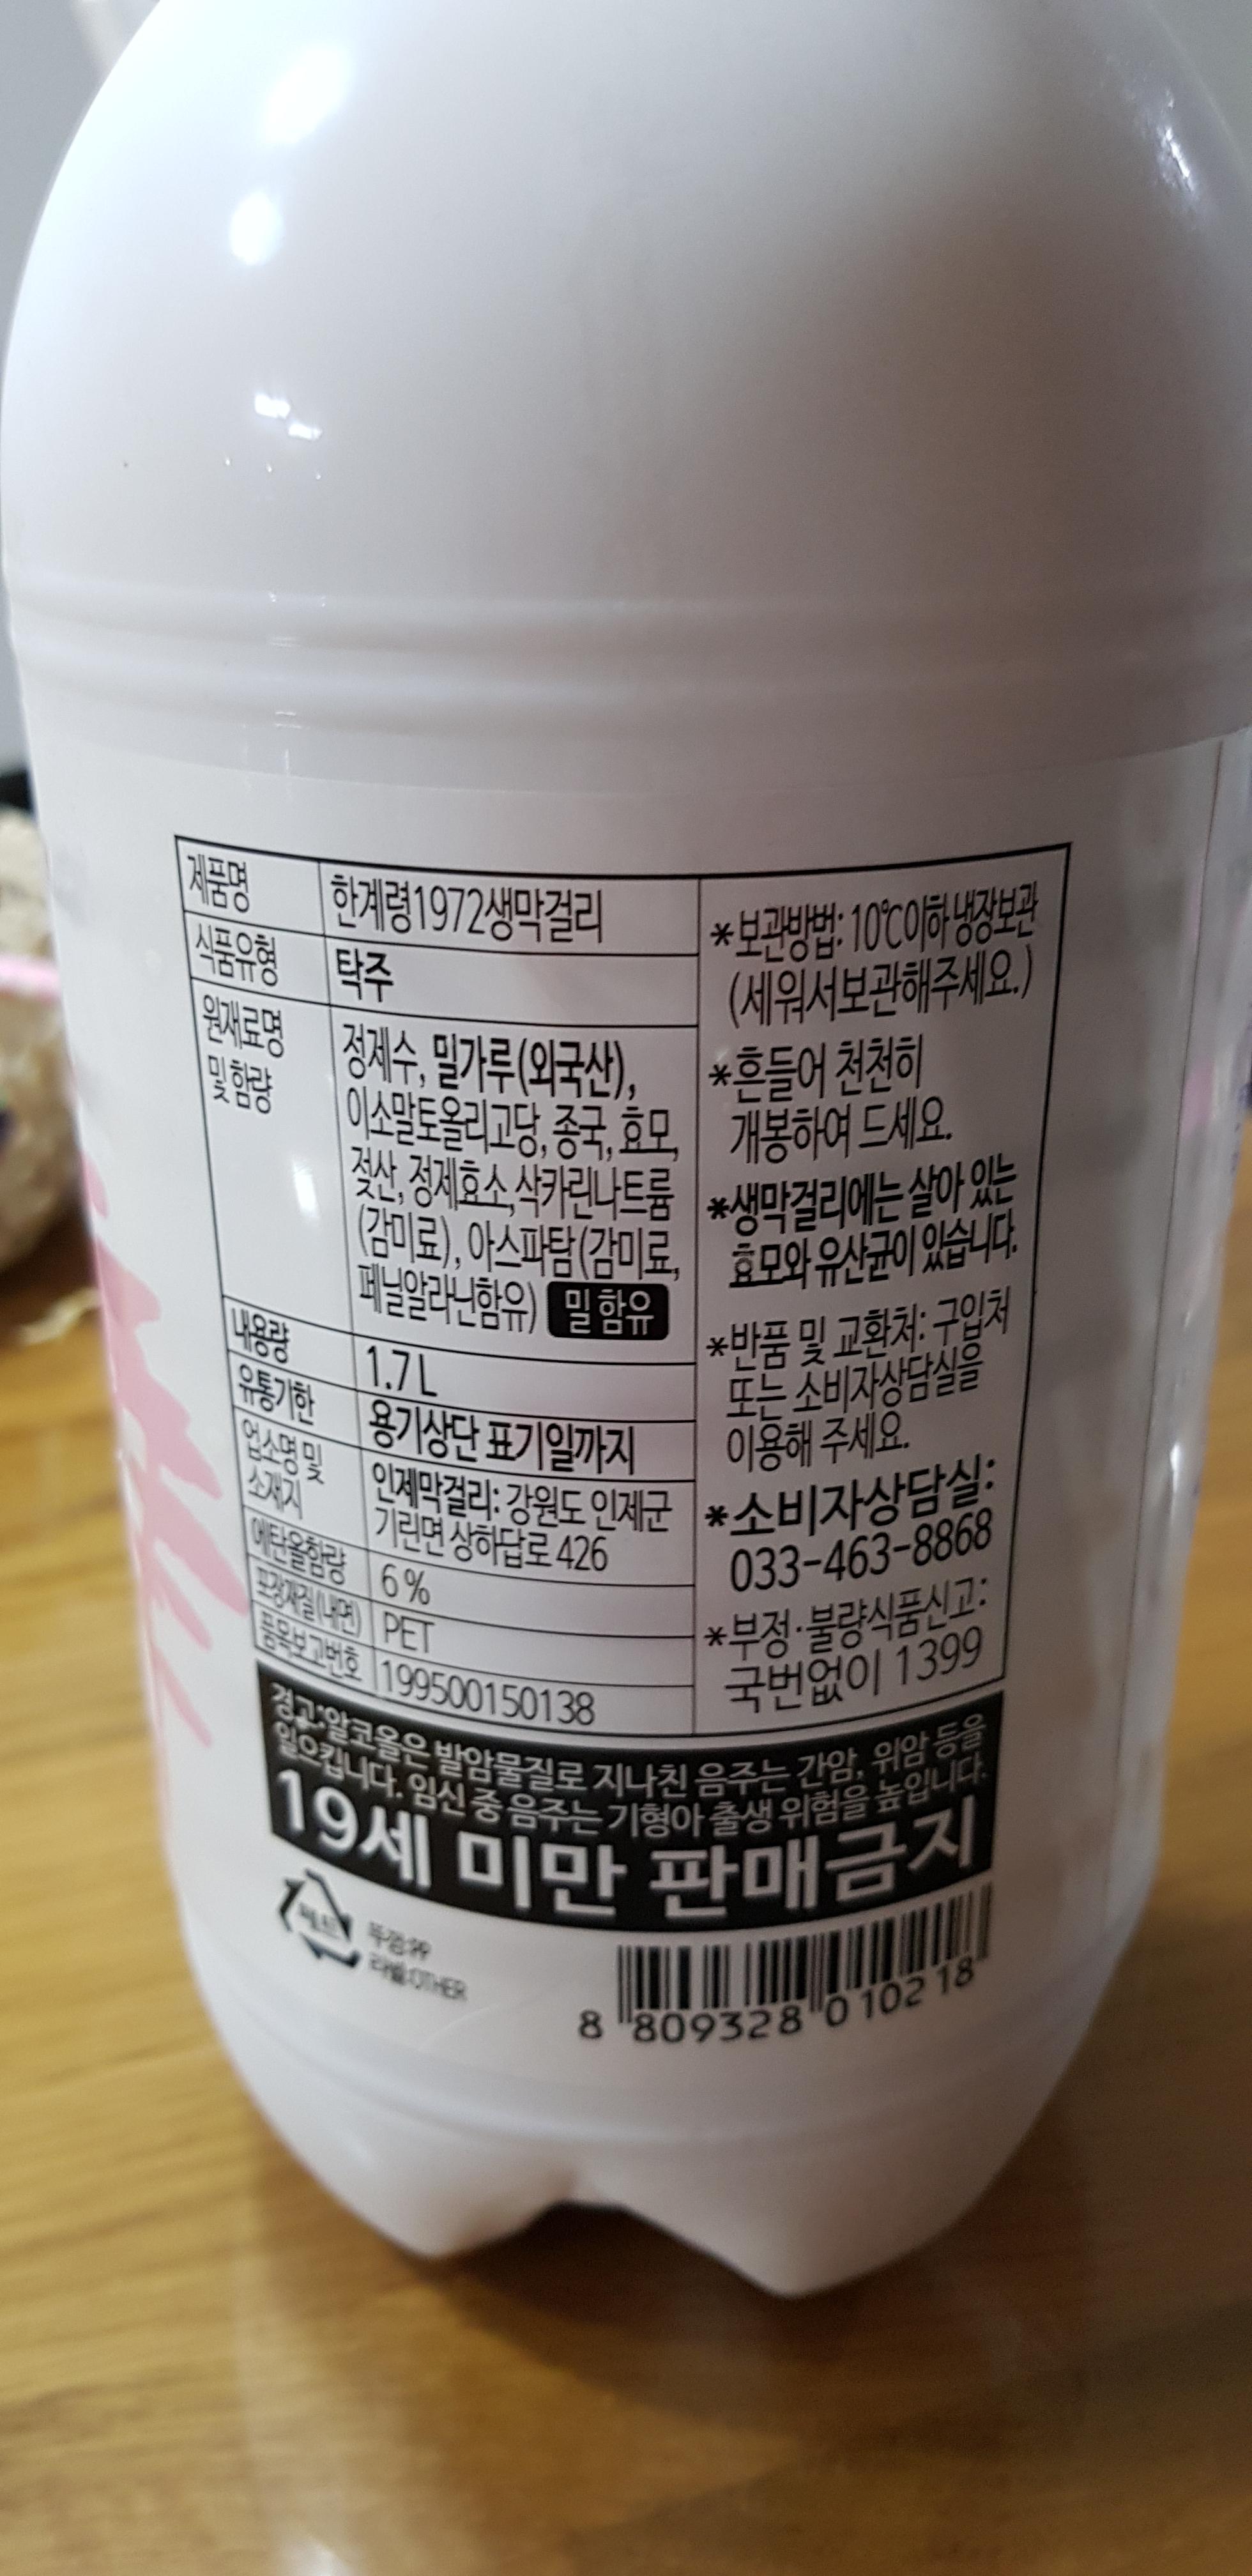 제품명 한계령1972생막걸리
식품유형 탁주
원재료명 및 함량
정제수, 밀가루(외국산),
이소말토올리고당, 종국, 효모,
젖산, 정제효소, 삭카린나트륨
(감미료), 아스파탐(감미료,
페닐알라닌함유) 밀 함유
내용량 1.7L
유통기한 용기상단 표기일까지
업소명 및 소재지
인제막걸리: 강원도 인제군
기린면 상하답로 426
에탄올함량 6%
포장재질(내면) PET
품목보고번호 199500150138
*보관방법: 10℃이하 냉장보관
(세워서보관해주세요.)
*흔들어 천천히
개봉하여 드세요.
*생막걸리에는 살아 있는
효모와 유산균이 있습니다.
*반품 및 교환처: 구입처
또는 소비자상담실을
이용해 주세요.
*소비자상담실:
033-463-8868
*부정·불량식품신고:
국번없이 1399
경고:알코올은 발암물질로 지나친 음주는 간암, 위암 등을
일으킵니다. 임신 중 음주는 기형아 출생 위험을 높입니다.
19세 미만 판매금지
페트
뚜껑:PP
라벨:OTHER
8 809328 010218